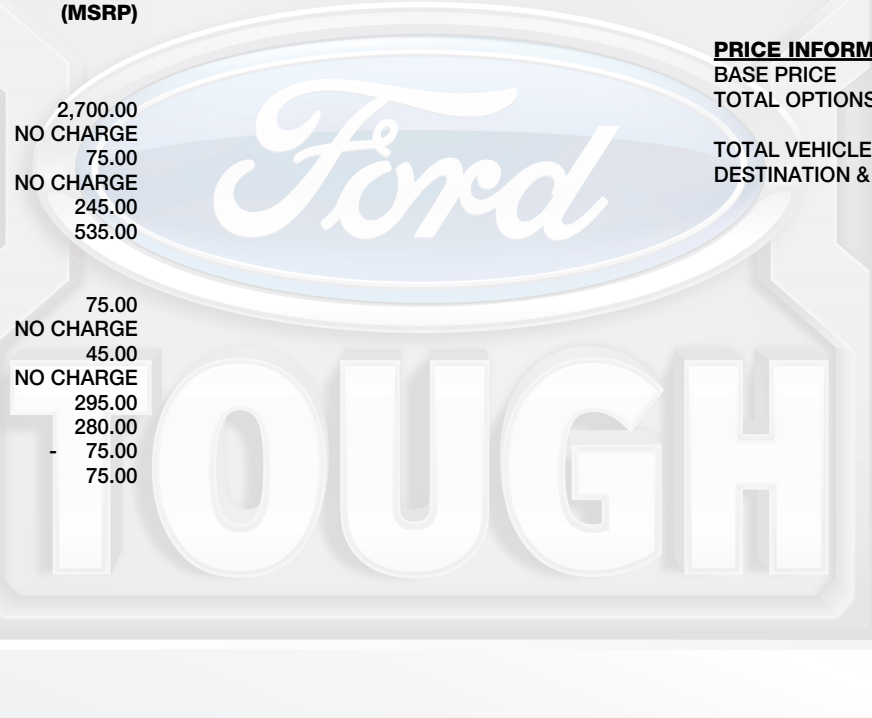 (MSRP)
2,700.00
NO CHARGE
75.00
NO CHARGE
245.00
535.00
75.00
NO CHARGE
45.00
NO CHARGE
295.00
280.00
- 75.00
75.00
PRICE INFORM
BASE PRICE
TOTAL OPTIONS
TOTAL VEHICLE
DESTINATION &
Ford
TOUGH